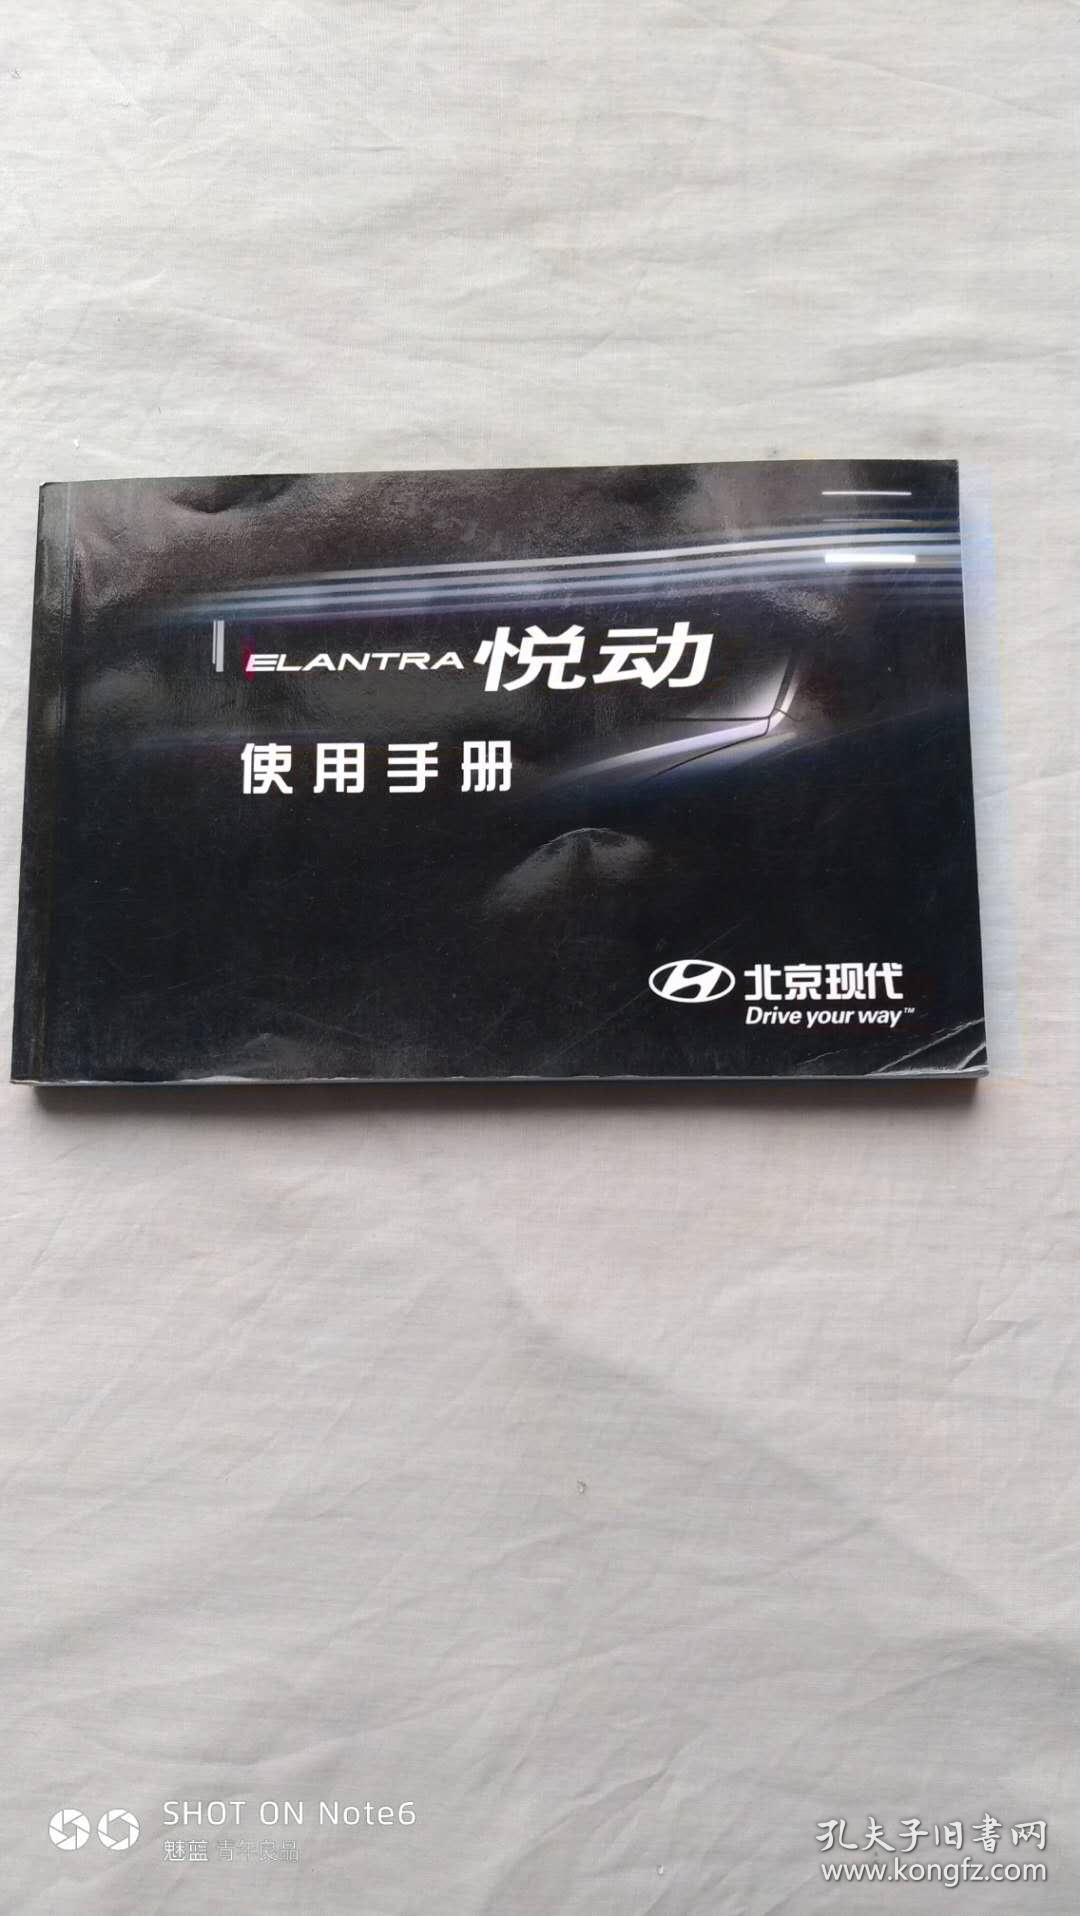 ELANTRA 悦动
使用手册
北京现代
Drive your way™
SHOT ON Note6
魅蓝 青年良品
孔夫子旧書网
www.kongfz.com